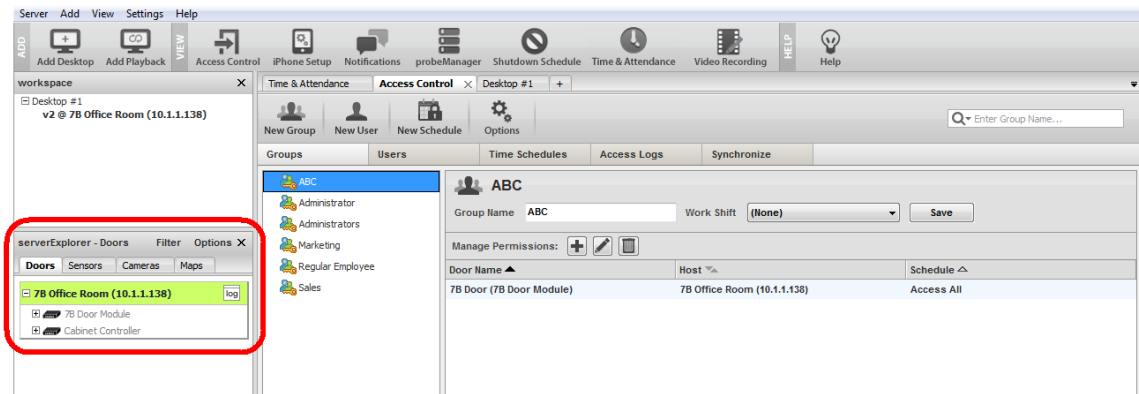 Server Add View Settings Help
ADD
Add Desktop Add Playback
VIEW
Access Control iPhone Setup Notifications probeManager Shutdown Schedule Time & Attendance Video Recording
HELP
Help
workspace X
Desktop #1
v2 @ 7B Office Room (10.1.1.138)
Time & Attendance Access Control X Desktop #1 +
New Group New User New Schedule Options
Enter Group Name...
Groups Users Time Schedules Access Logs Synchronize
ABC
Administrator
Administrators
Marketing
Regular Employee
Sales
ABC
Group Name ABC Work Shift (None) Save
Manage Permissions:
Door Name Host Schedule
7B Door (7B Door Module) 7B Office Room (10.1.1.138) Access All
serverExplorer - Doors Filter Options X
Doors Sensors Cameras Maps
7B Office Room (10.1.1.138) log
7B Door Module
Cabinet Controller